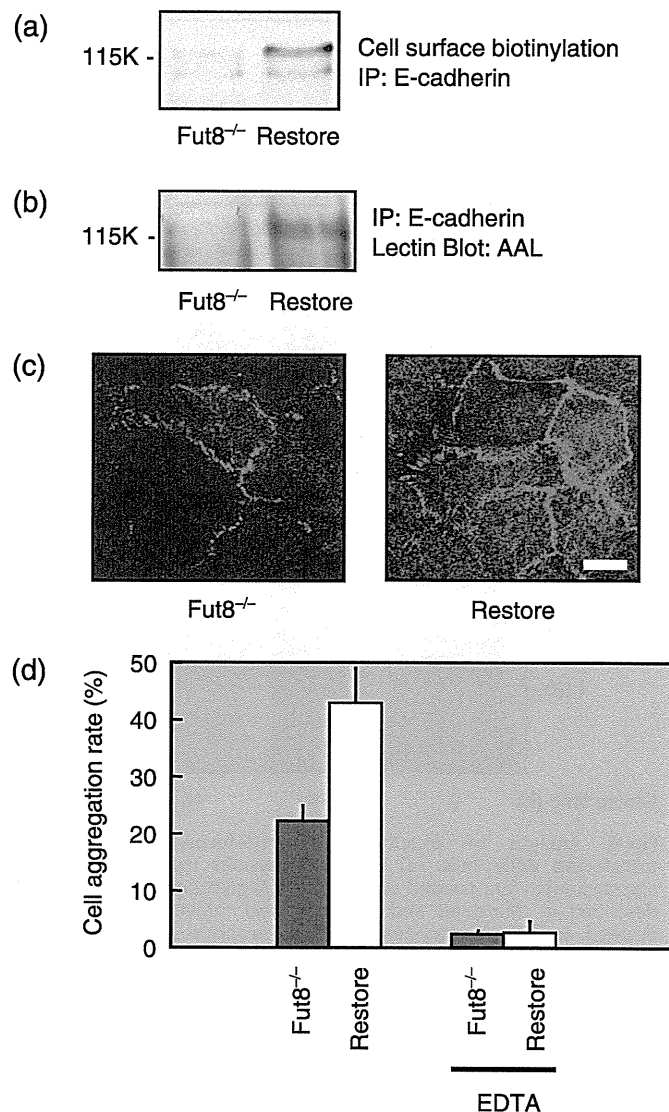 (a)
115K -
Cell surface biotinylation
IP: E-cadherin
Fut8⁻/⁻ Restore
(b)
115K -
IP: E-cadherin
Lectin Blot: AAL
Fut8⁻/⁻ Restore
(c)
Fut8⁻/⁻
Restore
(d)
Cell aggregation rate (%)
50
40
30
20
10
0
Fut8⁻/⁻
Restore
Fut8⁻/⁻
Restore
EDTA